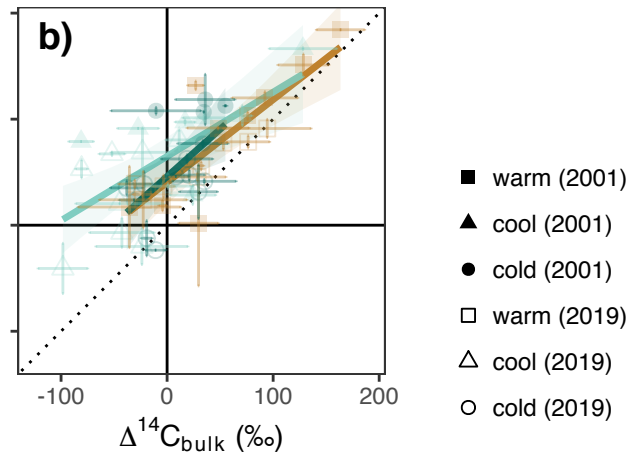 b)
-100 0 100 200
Δ¹⁴C_bulk (‰)
warm (2001)
cool (2001)
cold (2001)
warm (2019)
cool (2019)
cold (2019)